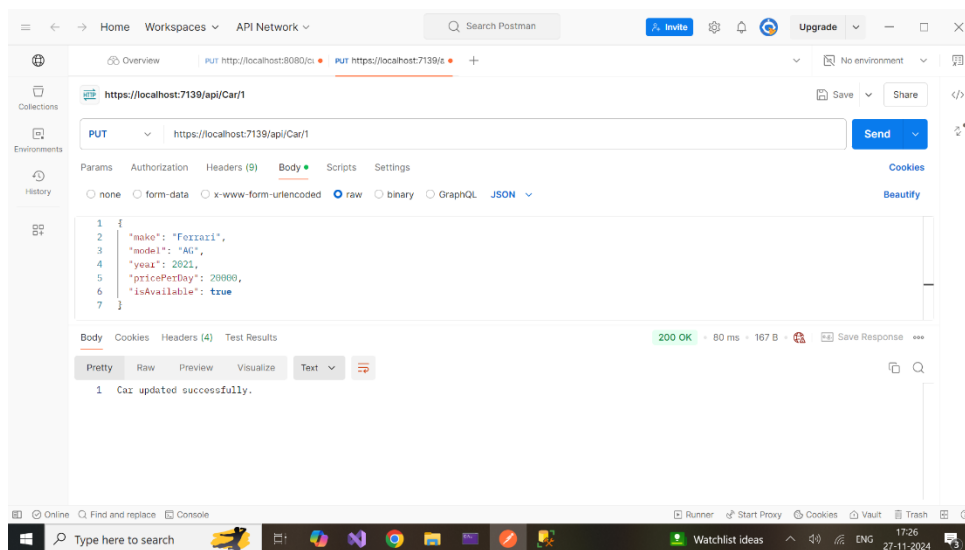 Home Workspaces API Network Search Postman Invite Upgrade
Overview PUT http://localhost:8080/ca PUT https://localhost:7139/a + No environment
Collections
HTTP https://localhost:7139/api/Car/1 Save Share
PUT https://localhost:7139/api/Car/1 Send
Environments
Params Authorization Headers (9) Body Scripts Settings Cookies
History
none form-data x-www-form-urlencoded raw binary GraphQL JSON Beautify
1 {
2 "make": "Ferrari",
3 "model": "AG",
4 "year": 2021,
5 "pricePerDay": 20000,
6 "isAvailable": true
7 }
Body Cookies Headers (4) Test Results 200 OK 80 ms 167 B Save Response
Pretty Raw Preview Visualize Text
1 Car updated successfully.
Online Find and replace Console Runner Start Proxy Cookies Vault Trash
Type here to search Watchlist ideas ENG 17:26
27-11-2024 3